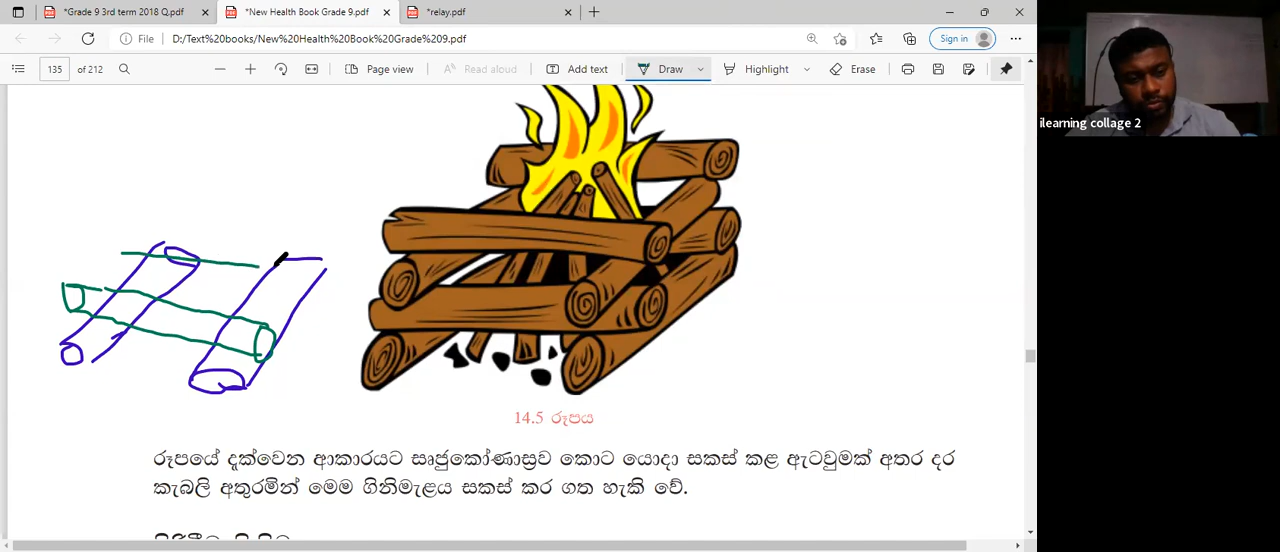 *Grade 9 3rd term 2018 Q.pdf
*New Health Book Grade 9.pdf
*relay.pdf
File
D:/Text%20books/New%20Health%20Book%20Grade%209.pdf
Sign in
135
of 212
Page view
Read aloud
Add text
Draw
Highlight
Erase
ilearning collage 2
14.5 රූපය
රූපයේ දැක්වෙන ආකාරයට සෘජුකෝණාස්‍රව කොට යොදා සකස් කළ ඇටවුමක් අතර දර
කැබලි අතුරමින් මෙම ගිනිමැළය සකස් කර ගත හැකි වේ.